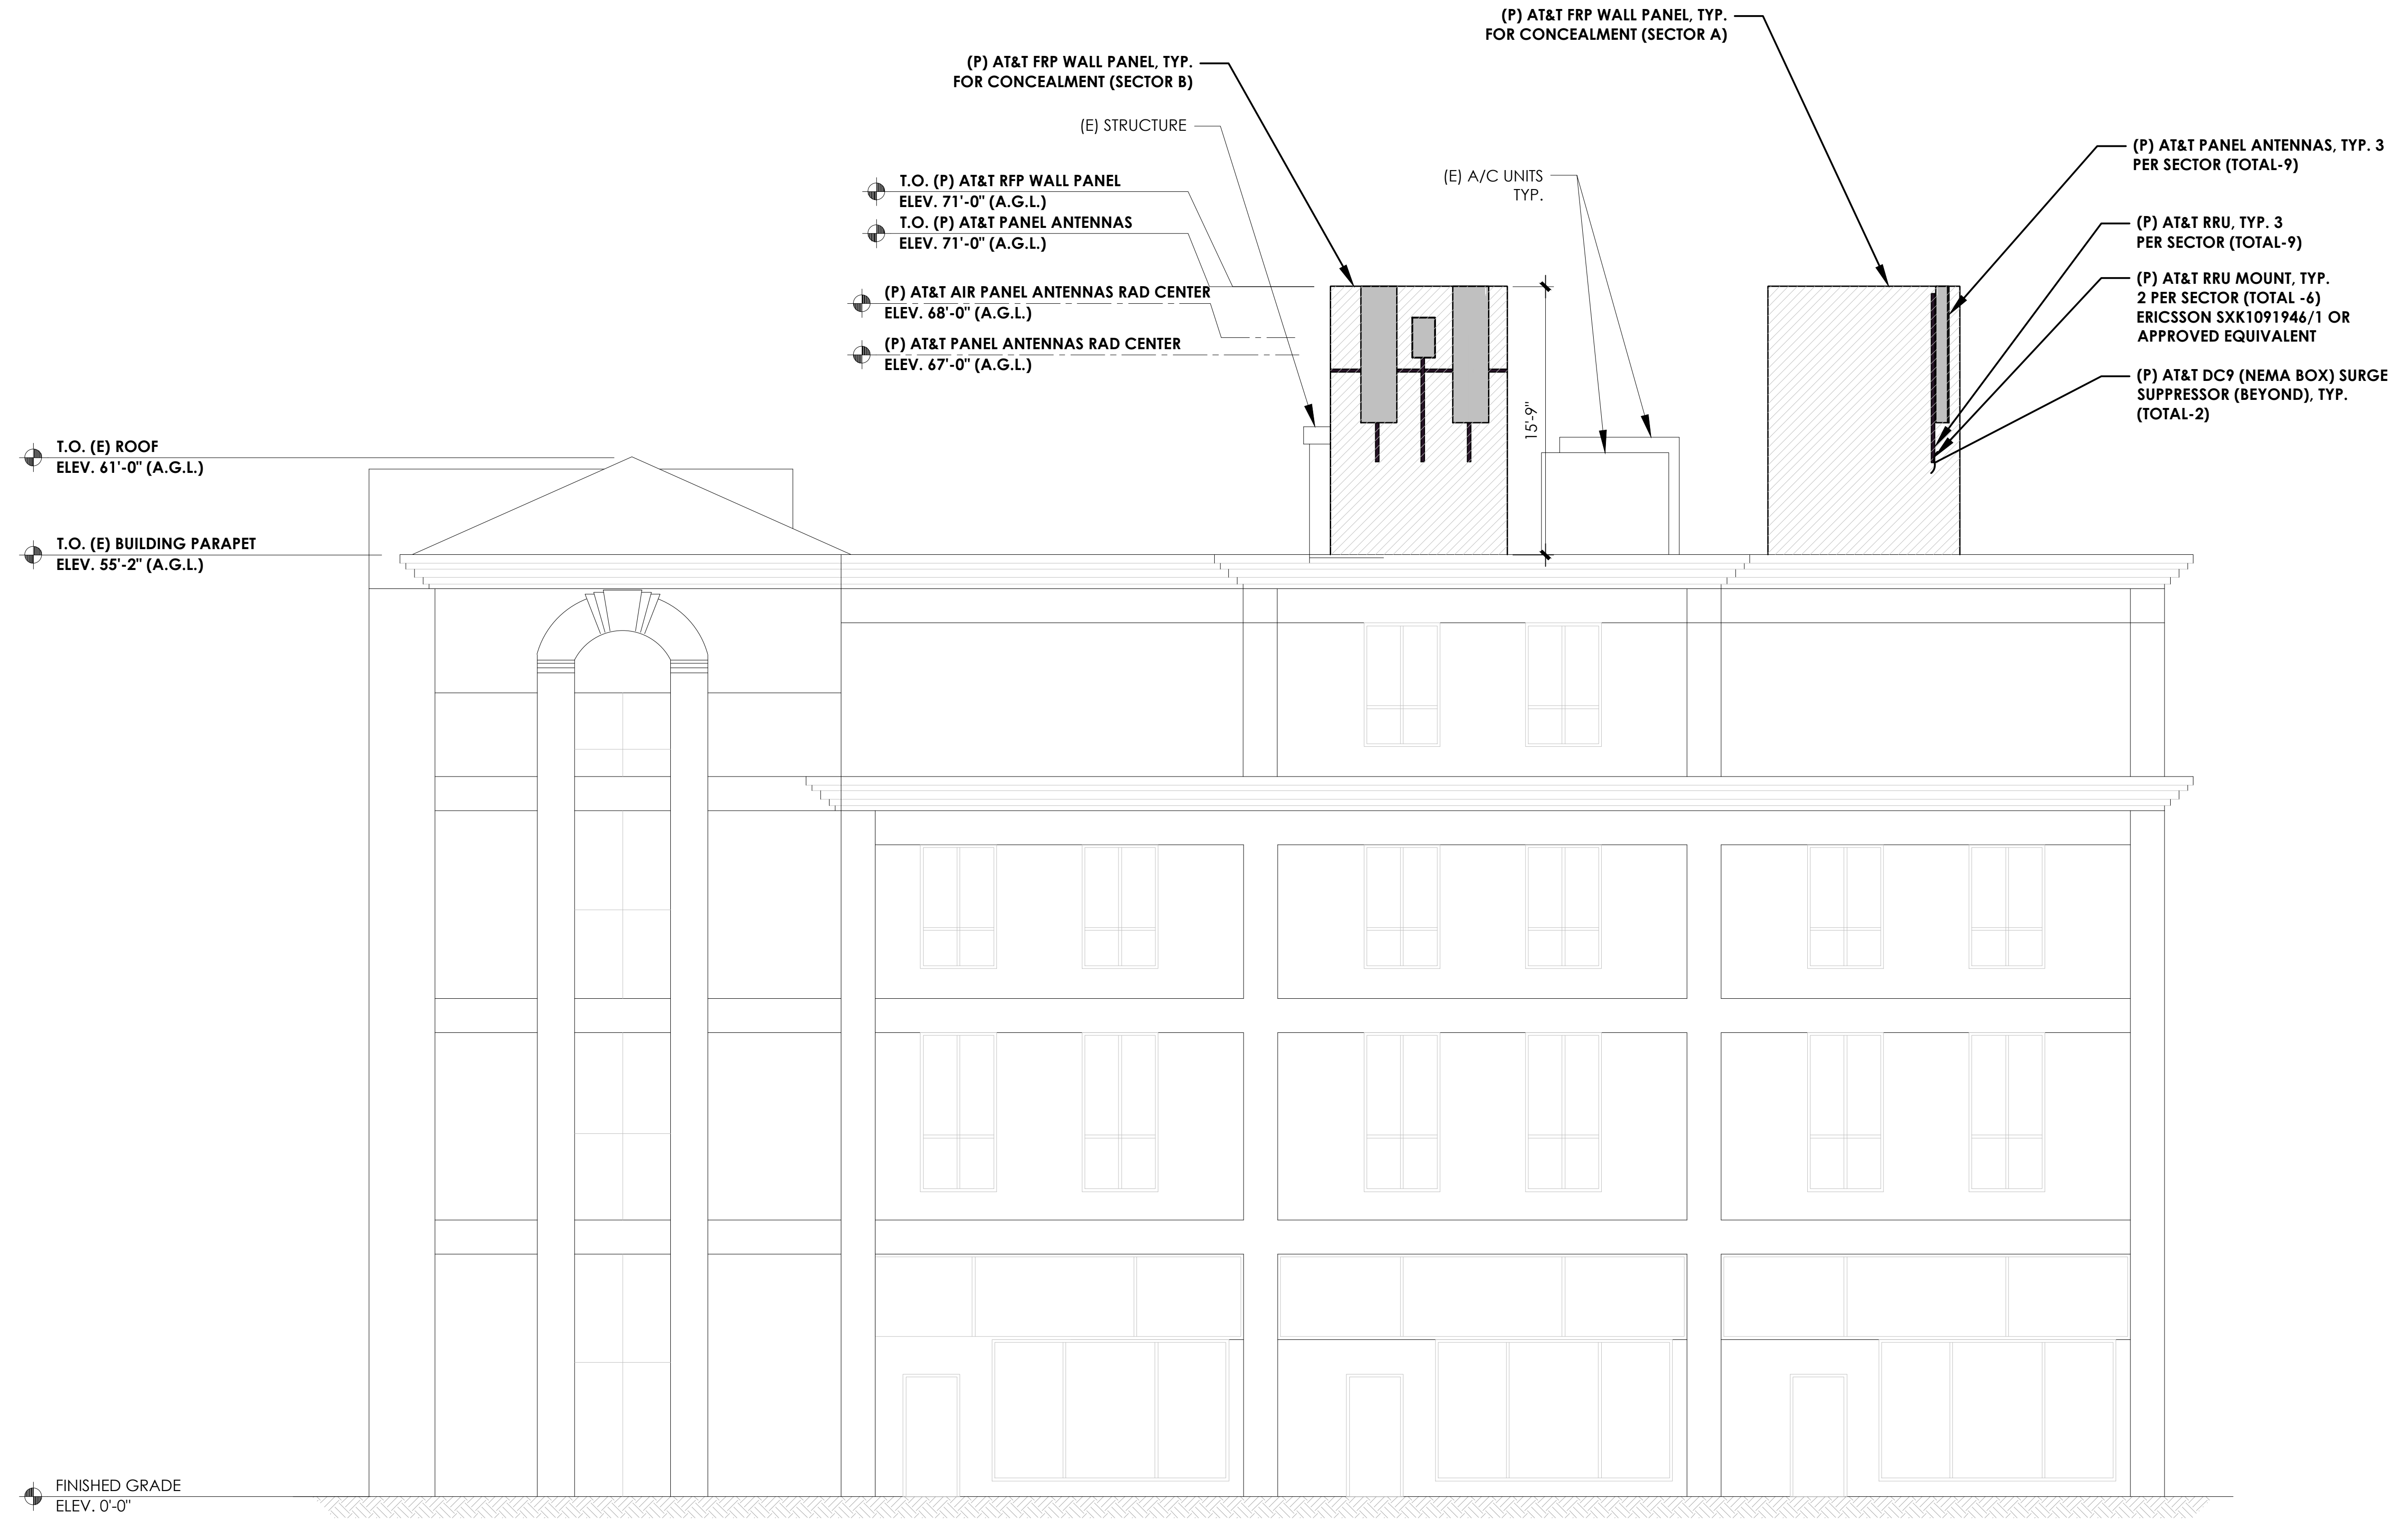 (P) AT&T FRP WALL PANEL, TYP.
FOR CONCEALMENT (SECTOR A)
(P) AT&T FRP WALL PANEL, TYP.
FOR CONCEALMENT (SECTOR B)
(E) STRUCTURE
T.O. (P) AT&T RFP WALL PANEL
ELEV. 71'-0" (A.G.L.)
T.O. (P) AT&T PANEL ANTENNAS
ELEV. 71'-0" (A.G.L.)
(P) AT&T AIR PANEL ANTENNAS RAD CENTER
ELEV. 68'-0" (A.G.L.)
(P) AT&T PANEL ANTENNAS RAD CENTER
ELEV. 67'-0" (A.G.L.)
(E) A/C UNITS
TYP.
(P) AT&T PANEL ANTENNAS, TYP. 3
PER SECTOR (TOTAL-9)
(P) AT&T RRU, TYP. 3
PER SECTOR (TOTAL-9)
(P) AT&T RRU MOUNT, TYP.
2 PER SECTOR (TOTAL -6)
ERICSSON SXK1091946/1 OR
APPROVED EQUIVALENT
(P) AT&T DC9 (NEMA BOX) SURGE
SUPPRESSOR (BEYOND), TYP.
(TOTAL-2)
15'-9"
T.O. (E) ROOF
ELEV. 61'-0" (A.G.L.)
T.O. (E) BUILDING PARAPET
ELEV. 55'-2" (A.G.L.)
FINISHED GRADE
ELEV. 0'-0"